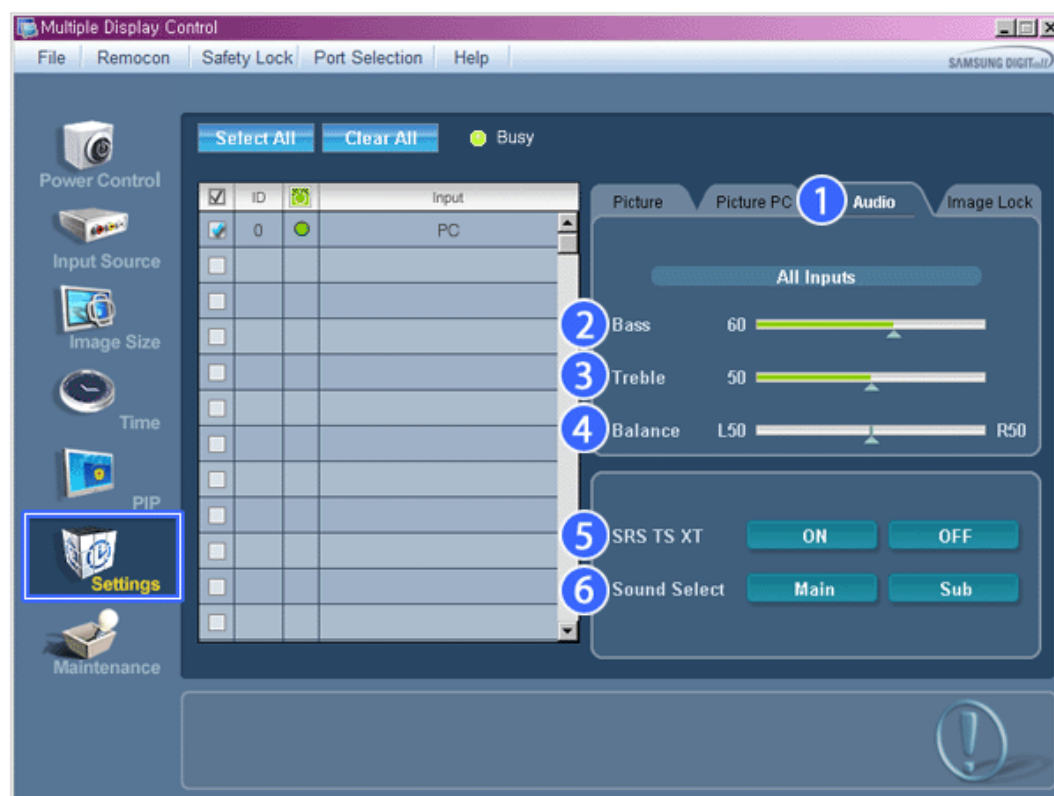 Multiple Display Control
File Remocon Safety Lock Port Selection Help
SAMSUNG DIGITall
Select All Clear All Busy
Power Control
Input Source
Image Size
Time
PIP
Settings
Maintenance
ID Input
0 PC
Picture Picture PC 1 Audio Image Lock
All Inputs
2 Bass 60
3 Treble 50
4 Balance L50 R50
5 SRS TS XT ON OFF
6 Sound Select Main Sub